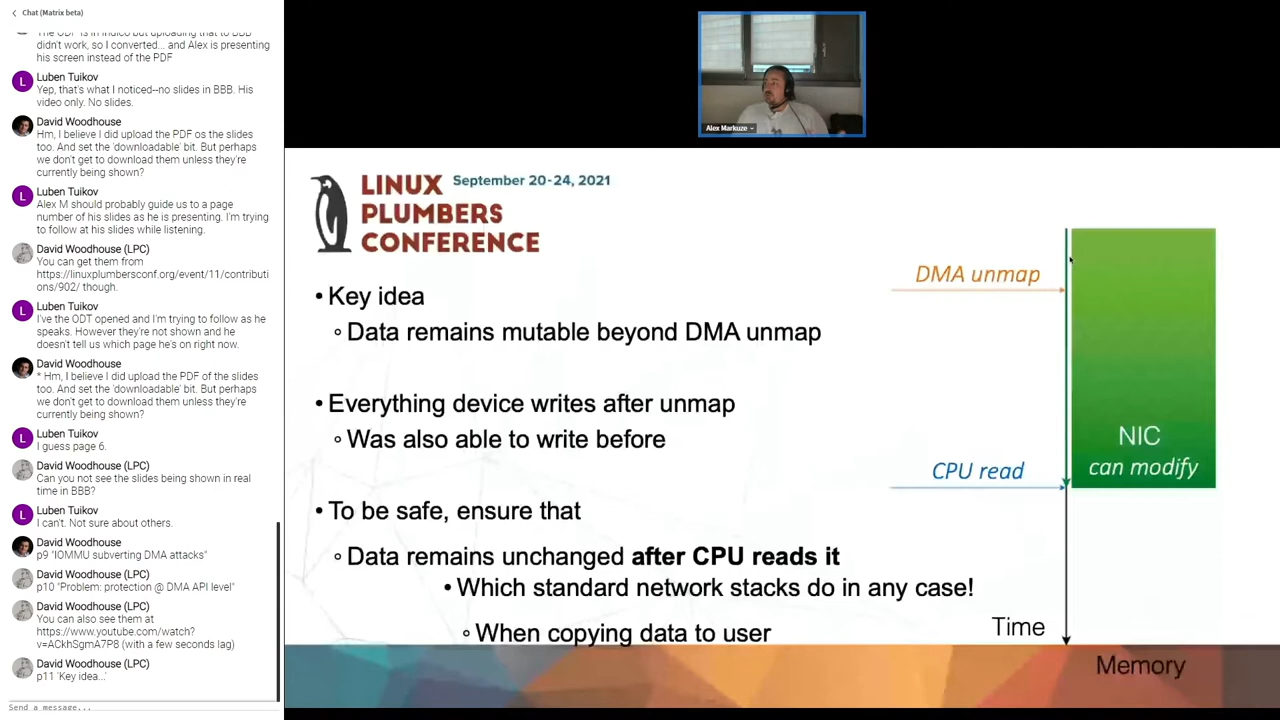 Chat (Matrix beta)
The ODP is in Indico but uploading that to BBB
didn't work, so I converted... and Alex is presenting
his screen instead of the PDF
Luben Tuikov
Yep, that's what I noticed--no slides in BBB. His
video only. No slides.
David Woodhouse
Hm, I believe I did upload the PDF os the slides
too. And set the 'downloadable' bit. But perhaps
we don't get to download them unless they're
currently being shown?
Luben Tuikov
Alex M should probably guide us to a page
number of his slides as he is presenting. I'm trying
to follow at his slides while listening.
David Woodhouse (LPC)
You can get them from
https://linuxplumbersconf.org/event/11/contributi
ons/902/ though.
Luben Tuikov
I've the ODT opened and I'm trying to follow as he
speaks. However they're not shown and he
doesn't tell us which page he's on right now.
David Woodhouse
* Hm, I believe I did upload the PDF of the slides
too. And set the 'downloadable' bit. But perhaps
we don't get to download them unless they're
currently being shown?
Luben Tuikov
I guess page 6.
David Woodhouse (LPC)
Can you not see the slides being shown in real
time in BBB?
Luben Tuikov
I can't. Not sure about others.
David Woodhouse
p9 "IOMMU subverting DMA attacks"
David Woodhouse (LPC)
p10 "Problem: protection @ DMA API level"
David Woodhouse (LPC)
You can also see them at
https://www.youtube.com/watch?
v=ACkhSgmA7P8 (with a few seconds lag)
David Woodhouse (LPC)
p11 'Key idea...'
Send a message...
Alex Markuze
LINUX
PLUMBERS
CONFERENCE
September 20-24, 2021
• Key idea
◦ Data remains mutable beyond DMA unmap
• Everything device writes after unmap
◦ Was also able to write before
• To be safe, ensure that
◦ Data remains unchanged after CPU reads it
• Which standard network stacks do in any case!
◦ When copying data to user
DMA unmap
NIC
can modify
CPU read
Time
Memory